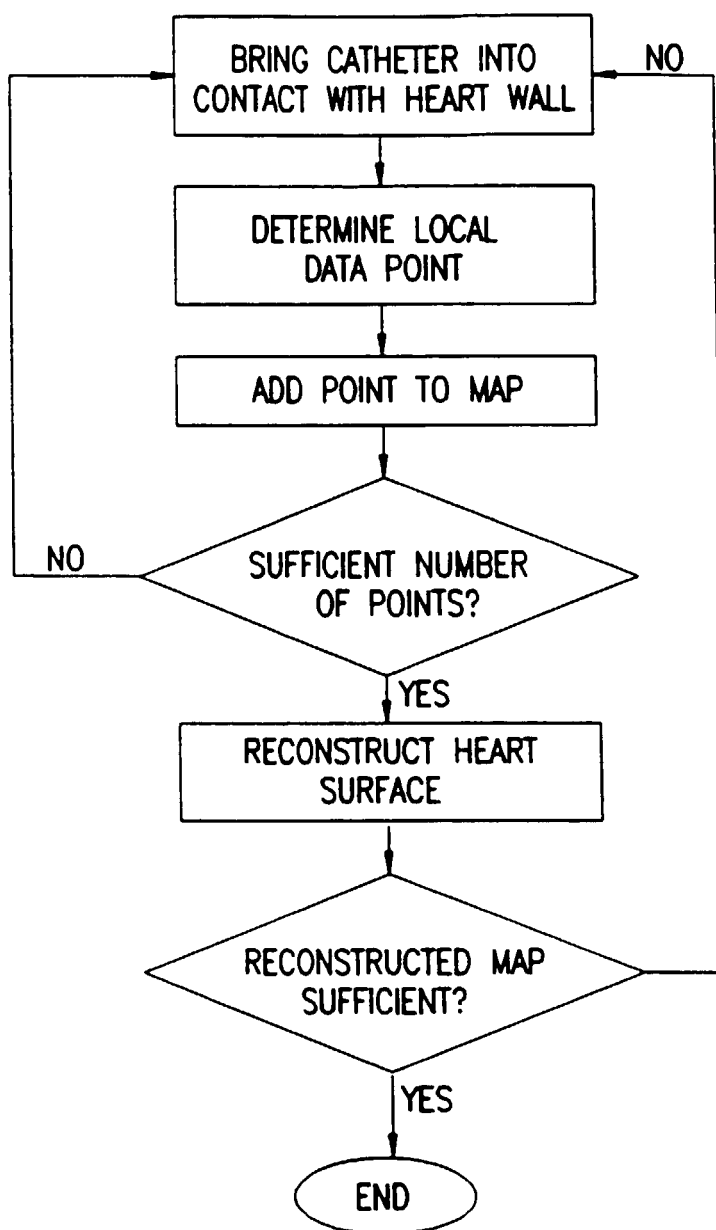 BRING CATHETER INTO
CONTACT WITH HEART WALL
NO
DETERMINE LOCAL
DATA POINT
ADD POINT TO MAP
NO
SUFFICIENT NUMBER
OF POINTS?
YES
RECONSTRUCT HEART
SURFACE
RECONSTRUCTED MAP
SUFFICIENT?
YES
END